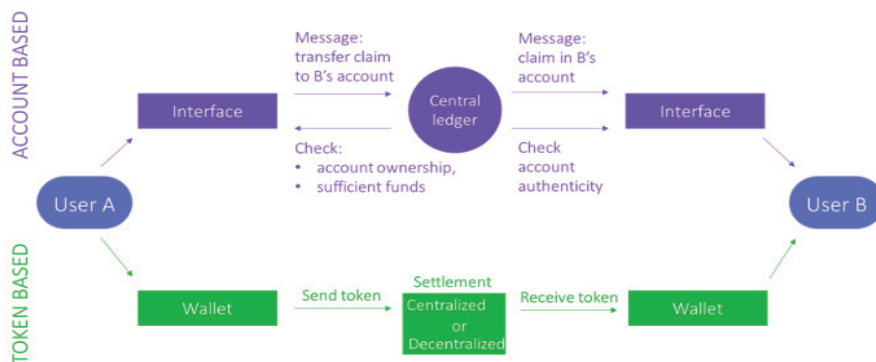 ACCOUNT BASED
Message:
transfer claim
to B's account
Message:
claim in B's
account
Interface
Central
ledger
Interface
Check:
• account ownership,
• sufficient funds
Check
account
authenticity
User A
User B
TOKEN BASED
Wallet
Send token
Settlement
Centralized
or
Decentralized
Receive token
Wallet